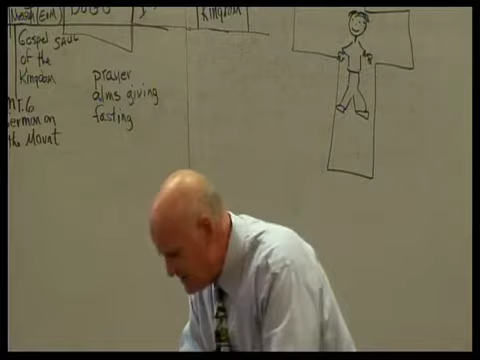 Kingdom
Gospel
of the
Kingdom
MT. 6
Sermon on
the Mount
prayer
alms giving
fasting